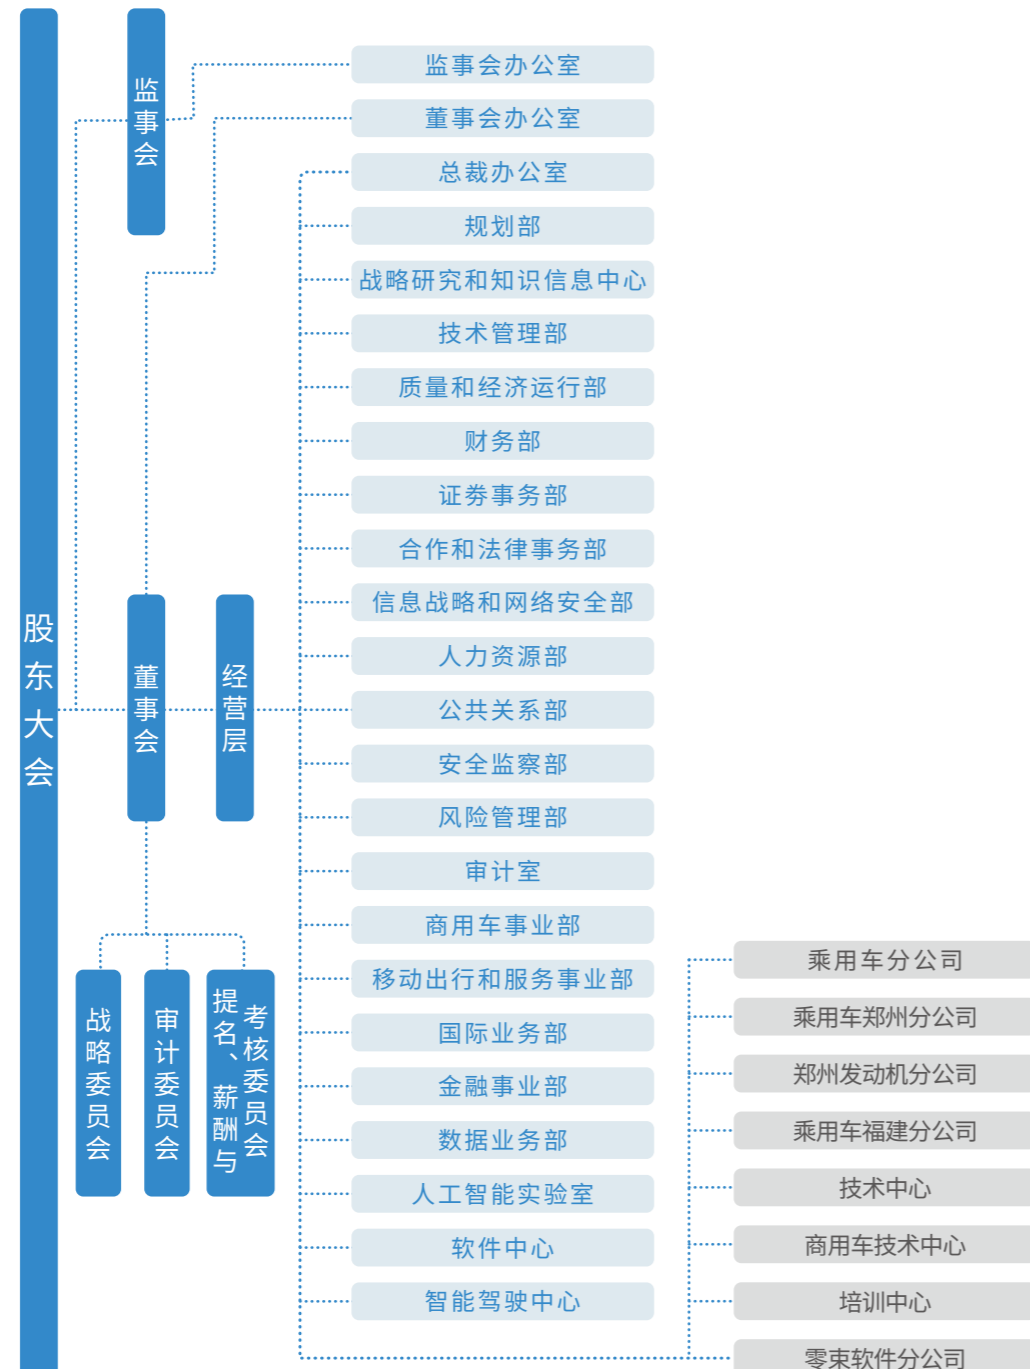 股东大会
监事会
董事会
经营层
战略委员会
审计委员会
提名、薪酬与
考核委员会
监事会办公室
董事会办公室
总裁办公室
规划部
战略研究和知识信息中心
技术管理部
质量和经济运行部
财务部
证券事务部
合作和法律事务部
信息战略和网络安全部
人力资源部
公共关系部
安全监察部
风险管理部
审计室
商用车事业部
移动出行和服务事业部
国际业务部
金融事业部
数据业务部
人工智能实验室
软件中心
智能驾驶中心
乘用车分公司
乘用车郑州分公司
郑州发动机分公司
乘用车福建分公司
技术中心
商用车技术中心
培训中心
零束软件分公司